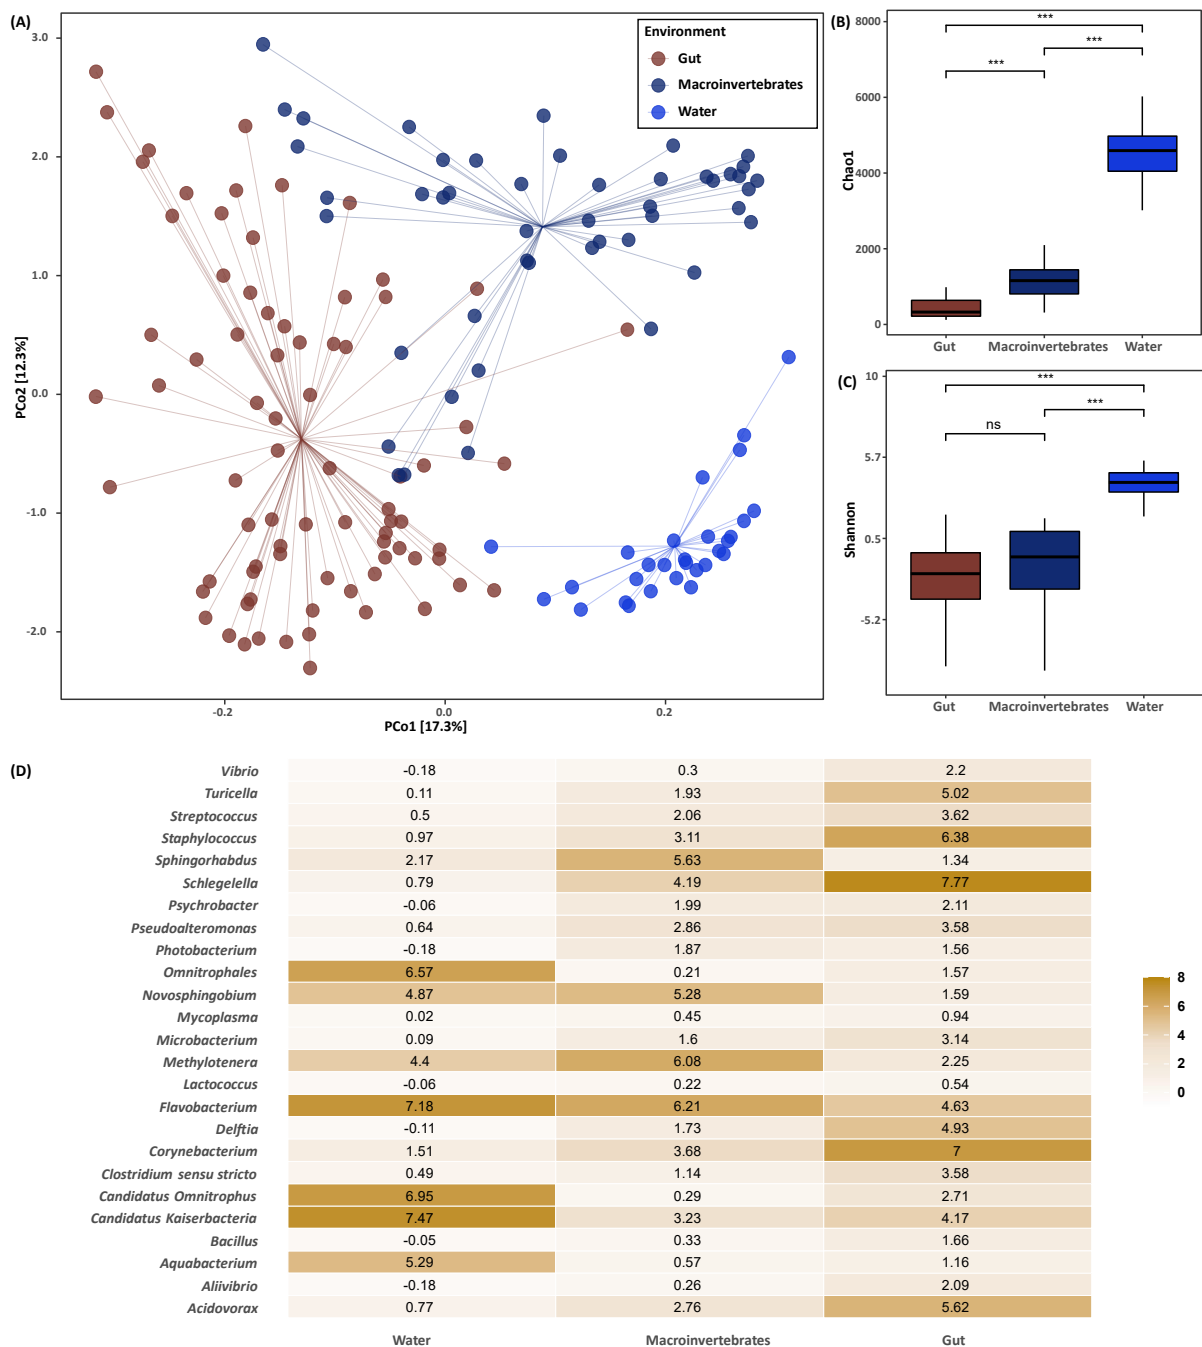 (A)
3.0
2.0
1.0
0.0
-1.0
-2.0
PCo2 [12.3%]
-0.2
0.0
0.2
PCo1 [17.3%]
Environment
Gut
Macroinvertebrates
Water
(B)
8000
6000
4000
2000
0
Chao1
***
***
***
Gut Macroinvertebrates Water
(C)
10
5.7
0.5
-5.2
Shannon
***
***
ns
Gut Macroinvertebrates Water
(D)
Vibrio -0.18 0.3 2.2
Turicella 0.11 1.93 5.02
Streptococcus 0.5 2.06 3.62
Staphylococcus 0.97 3.11 6.38
Sphingorhabdus 2.17 5.63 1.34
Schlegelella 0.79 4.19 7.77
Psychrobacter -0.06 1.99 2.11
Pseudoalteromonas 0.64 2.86 3.58
Photobacterium -0.18 1.87 1.56
Omnitrophales 6.57 0.21 1.57
Novosphingobium 4.87 5.28 1.59
Mycoplasma 0.02 0.45 0.94
Microbacterium 0.09 1.6 3.14
Methylotenera 4.4 6.08 2.25
Lactococcus -0.06 0.22 0.54
Flavobacterium 7.18 6.21 4.63
Delftia -0.11 1.73 4.93
Corynebacterium 1.51 3.68 7
Clostridium sensu stricto 0.49 1.14 3.58
Candidatus Omnitrophus 6.95 0.29 2.71
Candidatus Kaiserbacteria 7.47 3.23 4.17
Bacillus -0.05 0.33 1.66
Aquabacterium 5.29 0.57 1.16
Aliivibrio -0.18 0.26 2.09
Acidovorax 0.77 2.76 5.62
Water Macroinvertebrates Gut
8
6
4
2
0